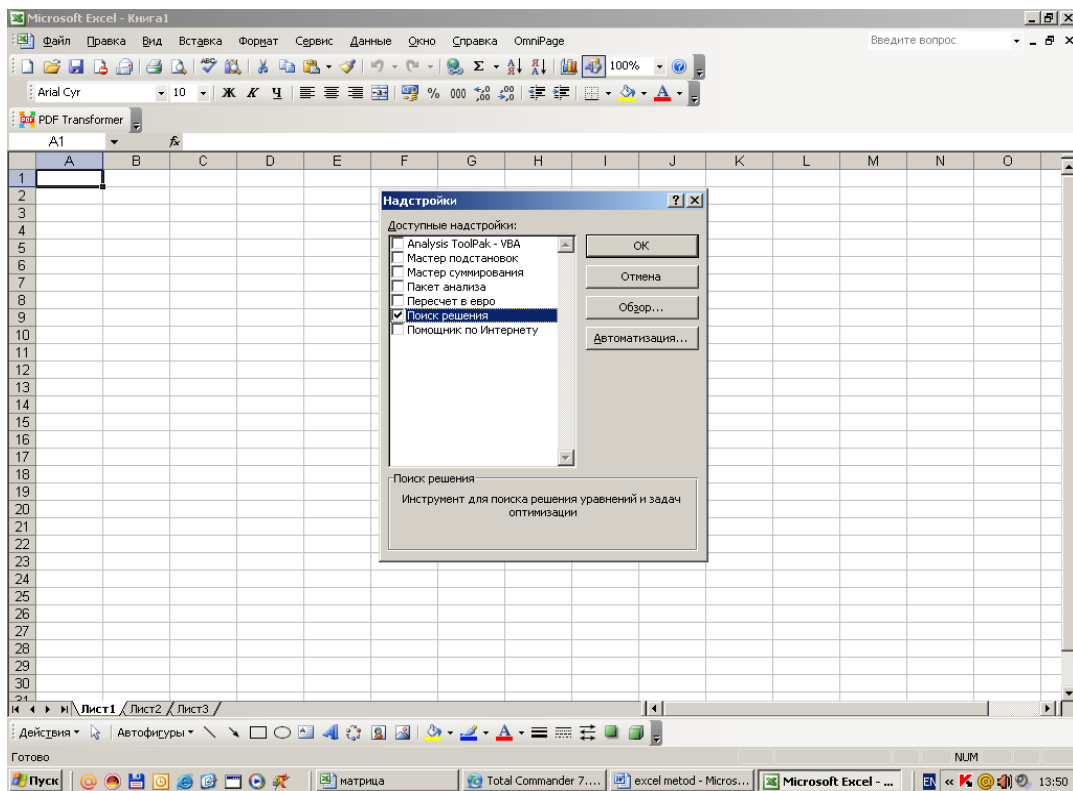 Microsoft Excel - Книга1
Файл Правка Вид Вставка Формат Сервис Данные Окно Справка OmniPage Введите вопрос
100%
Arial Cyr 10 Ж К Ч % 000
PDF Transformer
A1 fx
A B C D E F G H I J K L M N O
1
2
3
4
5
6
7
8
9
10
11
12
13
14
15
16
17
18
19
20
21
22
23
24
25
26
27
28
29
30
31
Надстройки
Доступные надстройки:
Analysis ToolPak - VBA
Мастер подстановок
Мастер суммирования
Пакет анализа
Пересчет в евро
Поиск решения
Помощник по Интернету
OK
Отмена
Обзор...
Автоматизация...
Поиск решения
Инструмент для поиска решения уравнений и задач
оптимизации
Лист1 Лист2 Лист3
Действия Автофигуры
Готово NUM
Пуск матрица Total Commander 7.... excel metod - Micros... Microsoft Excel - ... EN 13:50